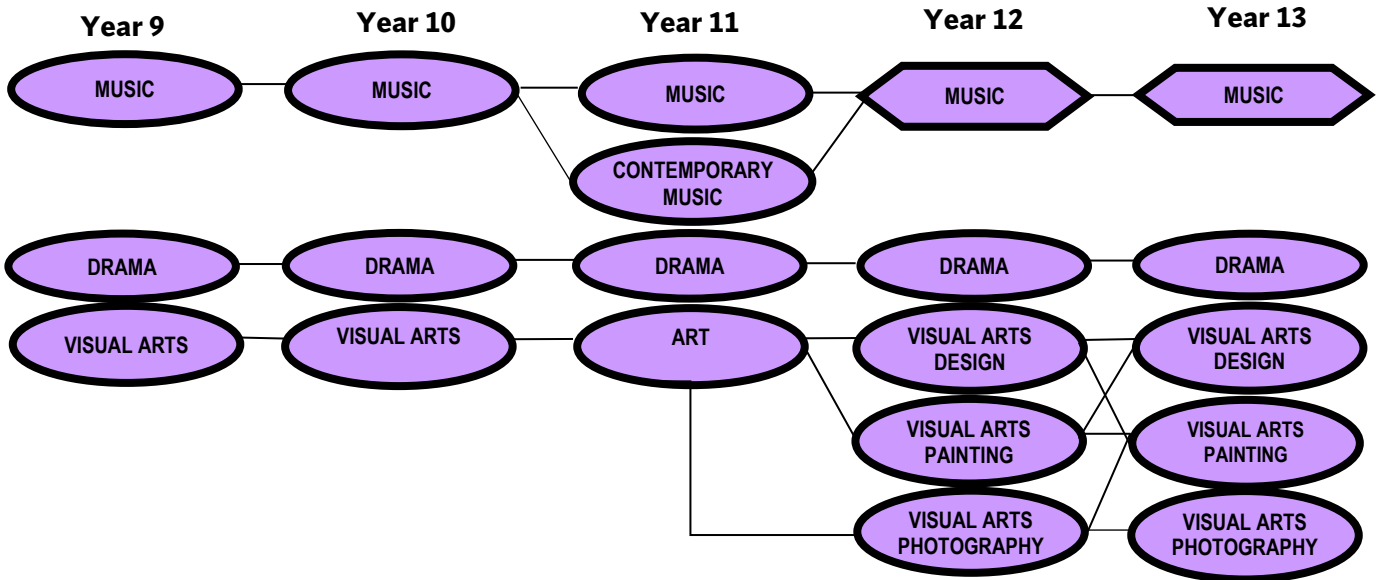 Year 9
Year 10
Year 11
Year 12
Year 13
MUSIC
MUSIC
MUSIC
MUSIC
MUSIC
CONTEMPORARY
MUSIC
DRAMA
DRAMA
DRAMA
DRAMA
DRAMA
VISUAL ARTS
VISUAL ARTS
ART
VISUAL ARTS
DESIGN
VISUAL ARTS
DESIGN
VISUAL ARTS
PAINTING
VISUAL ARTS
PAINTING
VISUAL ARTS
PHOTOGRAPHY
VISUAL ARTS
PHOTOGRAPHY